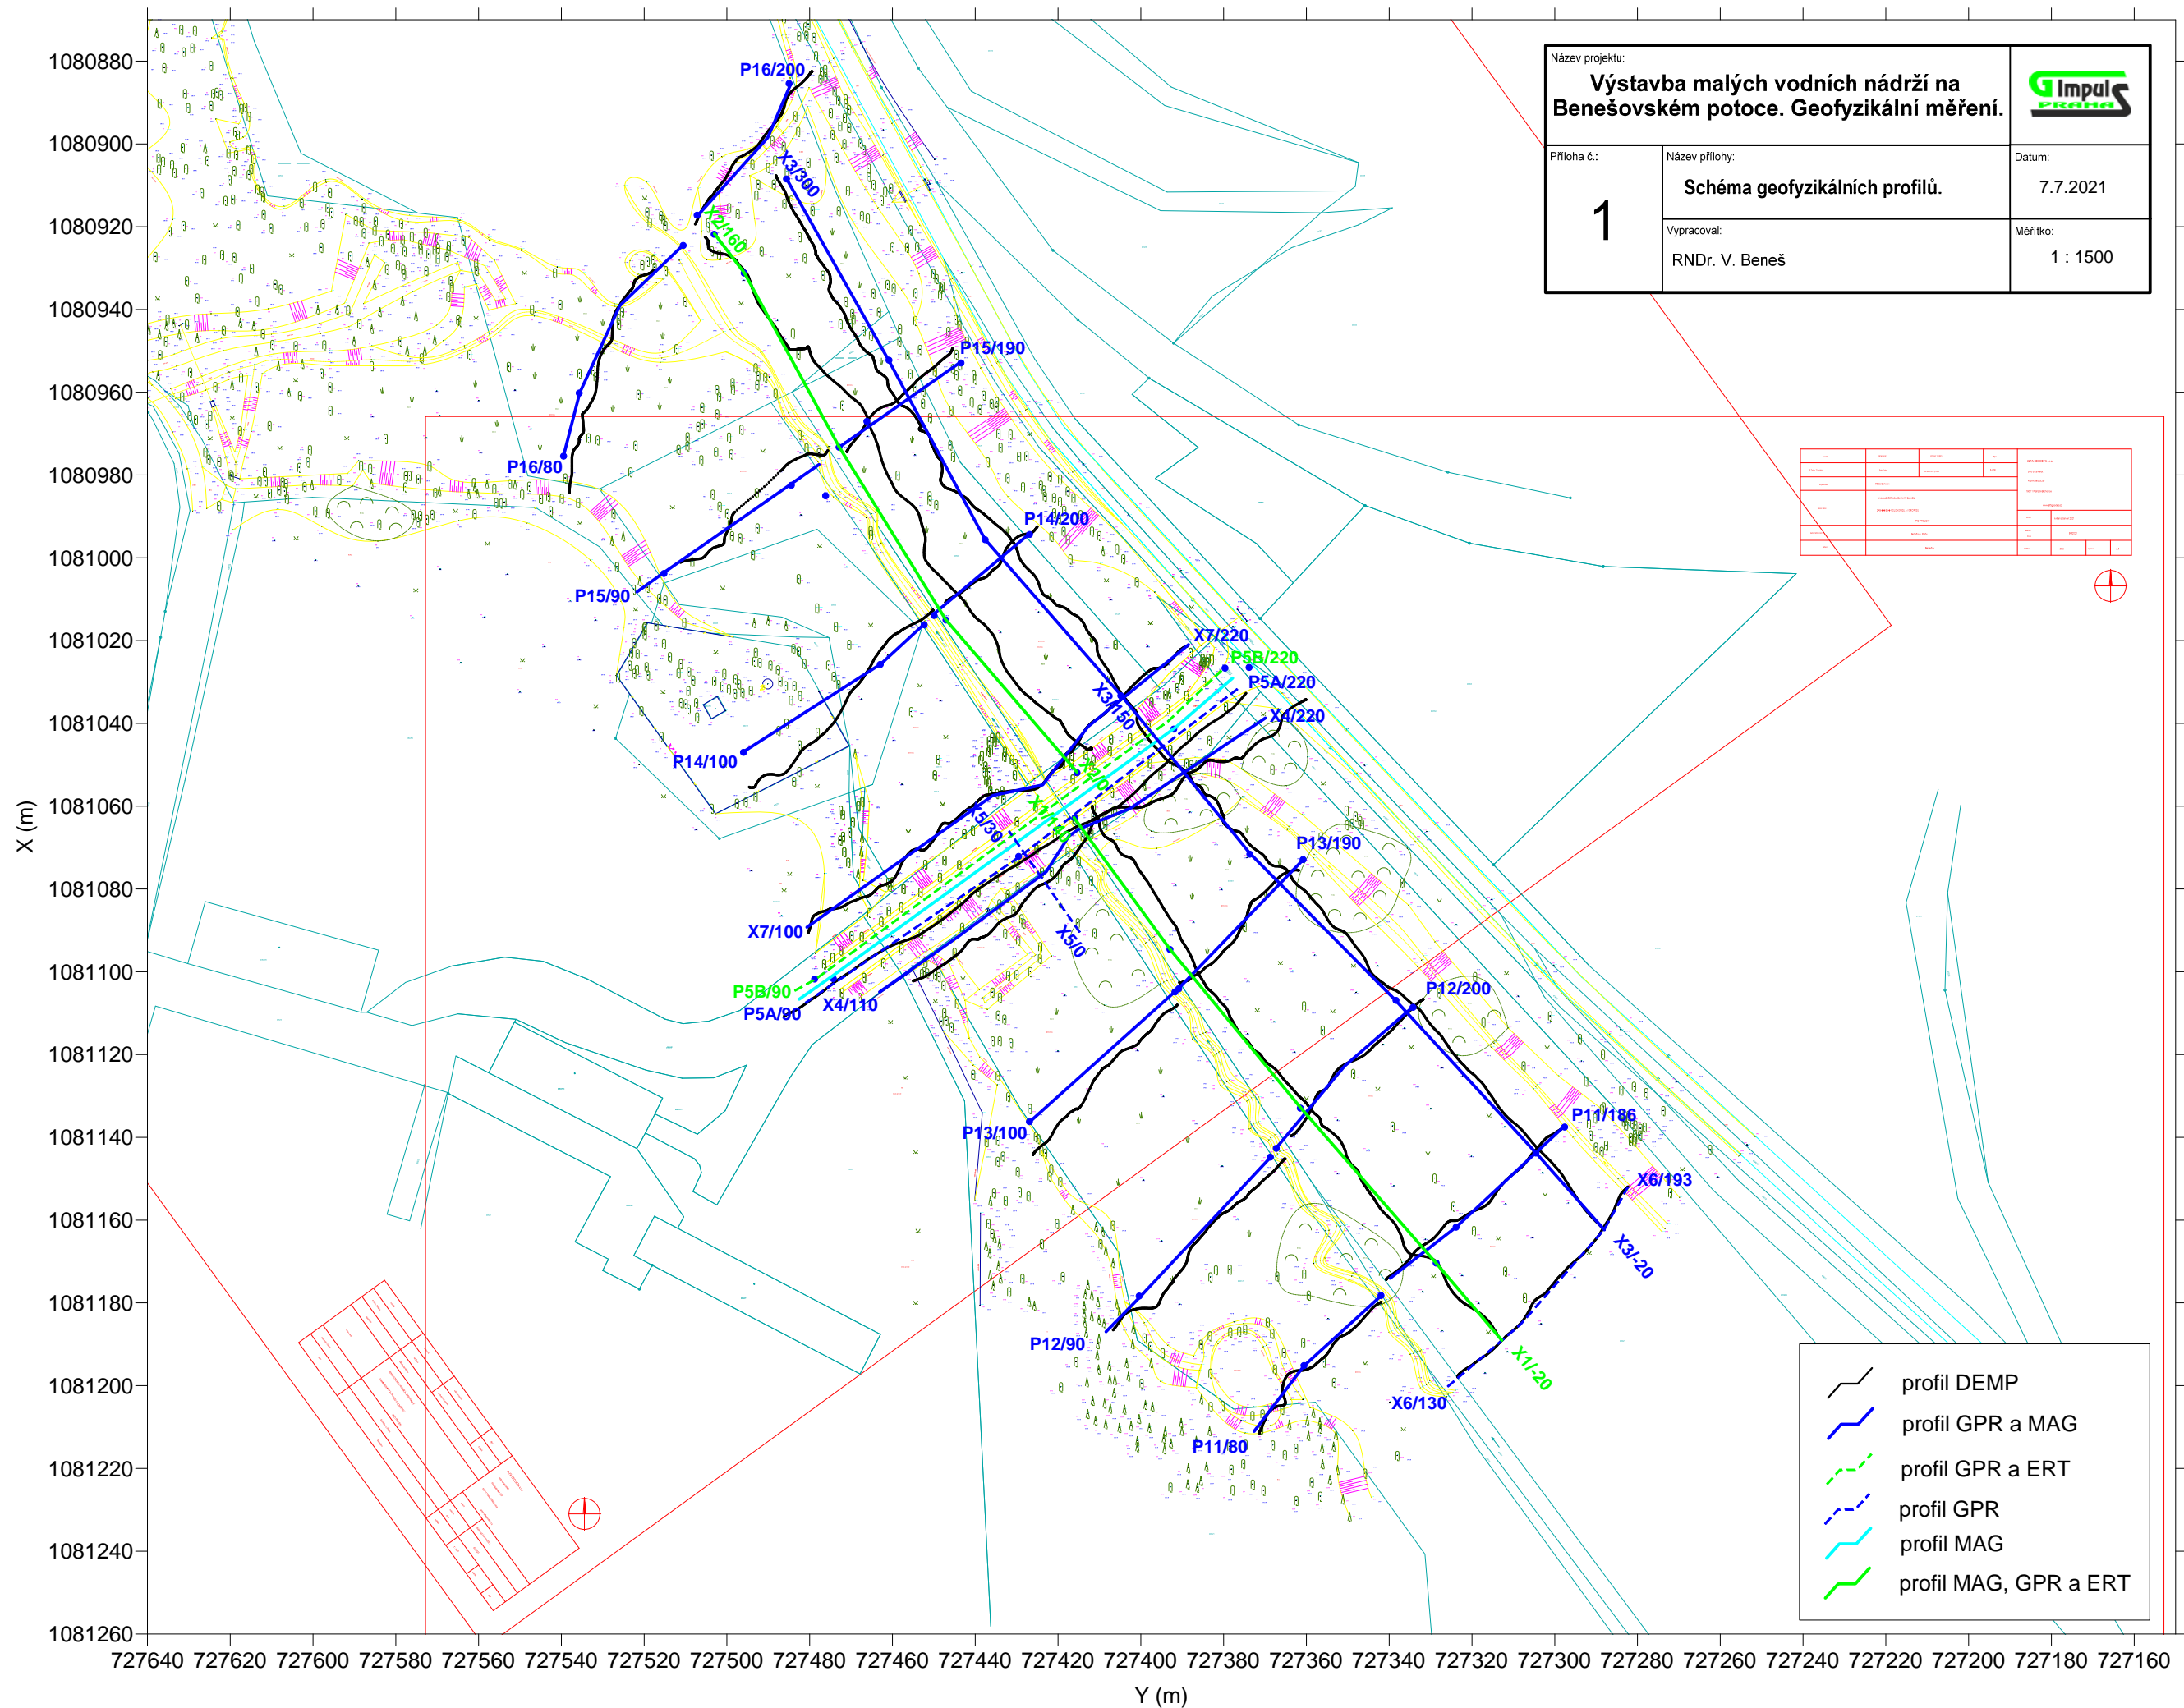 Název projektu:
Výstavba malých vodních nádrží na
Benešovském potoce. Geofyzikální měření.
G Impuls
PRAHA
Příloha č.:
1
Název přílohy:
Schéma geofyzikálních profilů.
Datum:
7.7.2021
Vypracoval:
RNDr. V. Beneš
Měřítko:
1 : 1500
X (m)
1080880
1080900
1080920
1080940
1080960
1080980
1081000
1081020
1081040
1081060
1081080
1081100
1081120
1081140
1081160
1081180
1081200
1081220
1081240
1081260
P16/200
X3/300
X2/160
P15/190
P16/80
P14/200
P15/90
X7/220
P5B/220
P5A/220
X3/150
X4/220
P14/100
X2/0
X1/140
X5/30
P13/190
X7/100
X5/0
P5B/90
X4/110
P5A/90
P12/200
P13/100
P11/186
X6/193
X3/-20
P12/90
X1/-20
X6/130
P11/80
profil DEMP
profil GPR a MAG
profil GPR a ERT
profil GPR
profil MAG
profil MAG, GPR a ERT
727640 727620 727600 727580 727560 727540 727520 727500 727480 727460 727440 727420 727400 727380 727360 727340 727320 727300 727280 727260 727240 727220 727200 727180 727160
Y (m)